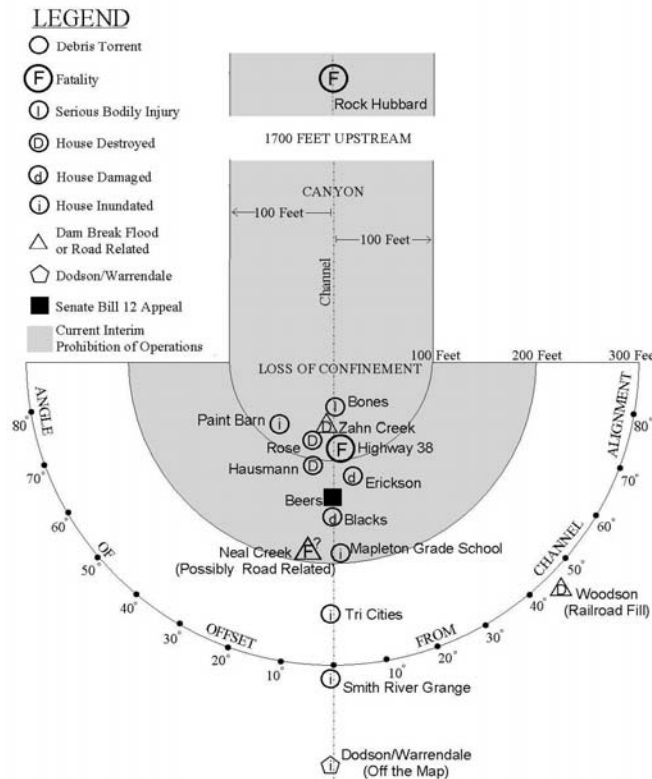 LEGEND
Debris Torrent
F Fatality
I Serious Bodily Injury
D House Destroyed
d House Damaged
i House Inundated
Dam Break Flood
or Road Related
Dodson/Warrendale
Senate Bill 12 Appeal
Current Interim
Prohibition of Operations
F
Rock Hubbard
1700 FEET UPSTREAM
CANYON
100 Feet
100 Feet
Channel
LOSS OF CONFINEMENT
100 Feet
200 Feet
300 Feet
I Bones
Paint Barn i
D Zahn Creek
Rose D
F Highway 38
Hausmann D
d Erickson
Beers
d Blacks
Neal Creek F?
(Possibly Road Related)
i Mapleton Grade School
D Woodson
(Railroad Fill)
i Tri Cities
i Smith River Grange
i Dodson/Warrendale
(Off the Map)
ANGLE
OF
OFFSET
FROM
CHANNEL
ALIGNMENT
80°
70°
60°
50°
40°
30°
20°
10°
0°
10°
20°
30°
40°
50°
60°
70°
80°